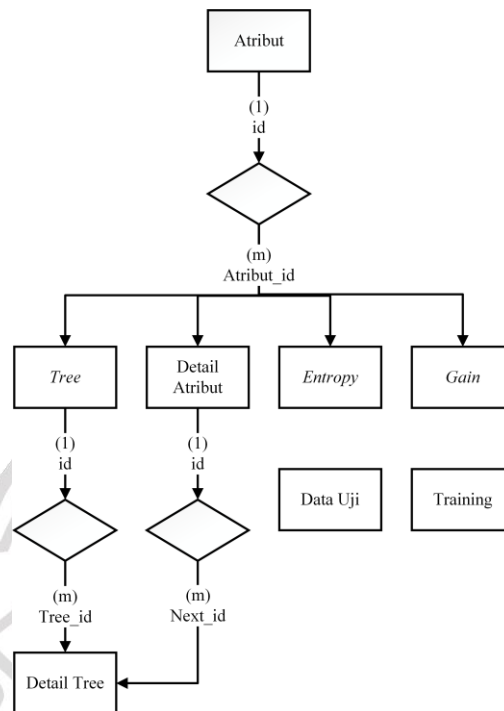 Atribut
(1)
id
(m)
Atribut_id
Tree
Detail
Atribut
Entropy
Gain
(1)
id
(1)
id
Data Uji
Training
(m)
Tree_id
(m)
Next_id
Detail Tree